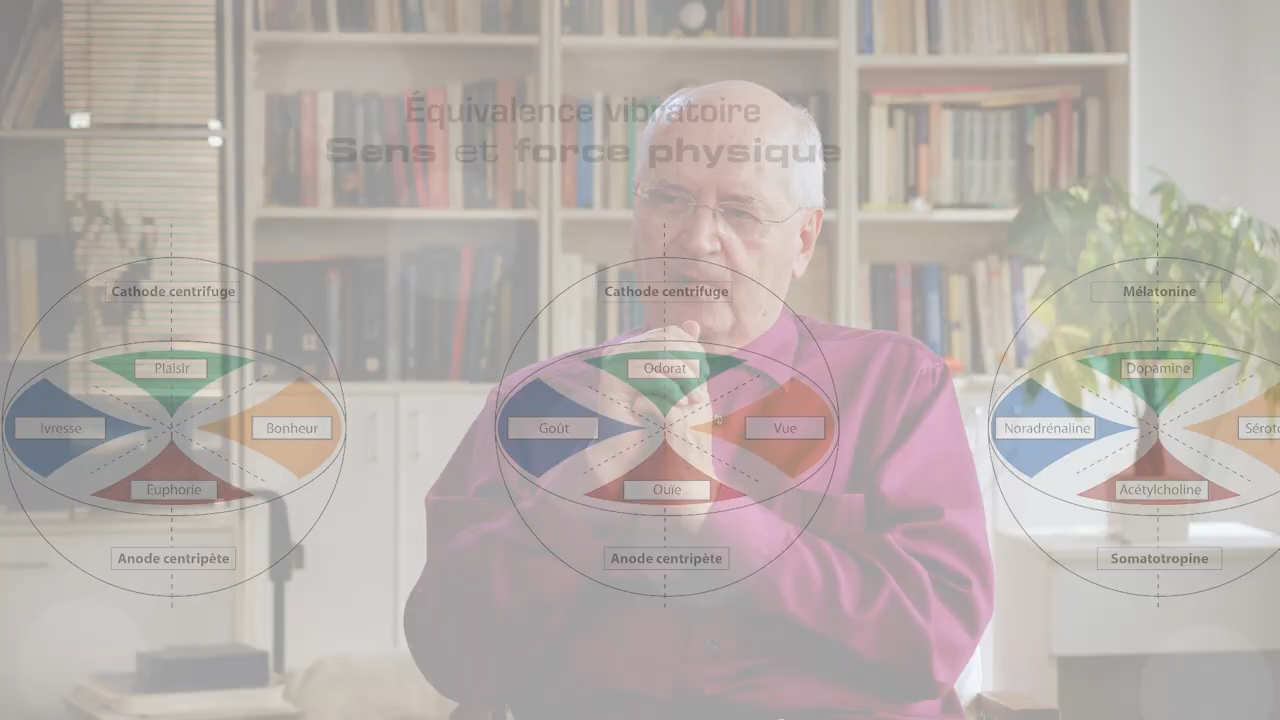 Équivalence vibratoire
Sens et force physique
Cathode centrifuge
Plaisir
Ivresse
Bonheur
Euphorie
Anode centripète
Cathode centrifuge
Odorat
Goût
Vue
Ouïe
Anode centripète
Mélatonine
Dopamine
Noradrénaline
Séroto
Acétylcholine
Somatotropine